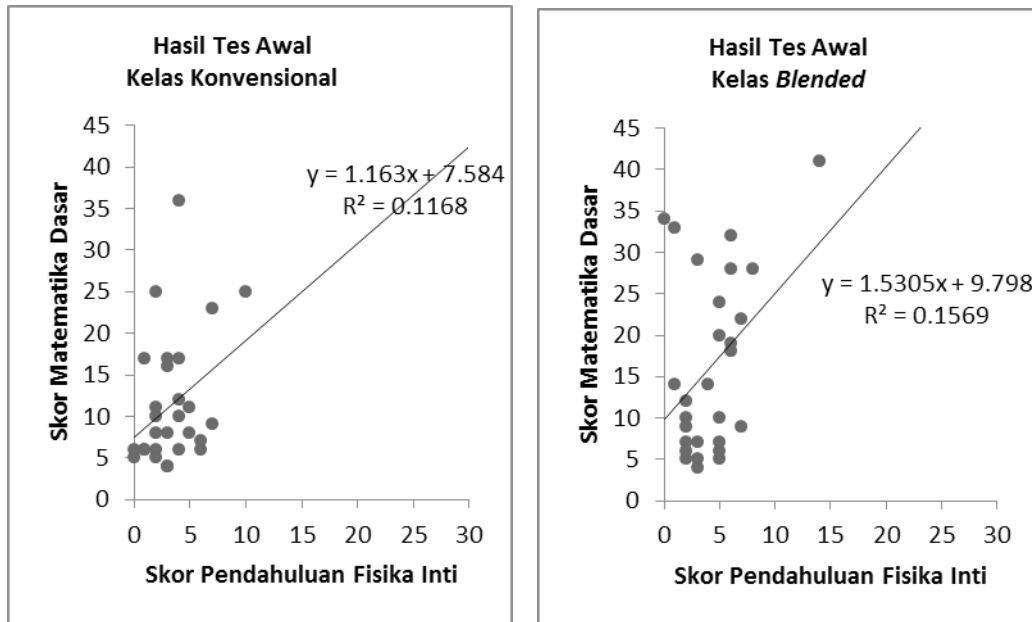 Hasil Tes Awal
Kelas Konvensional
Skor Matematika Dasar
45
40
35
30
25
20
15
10
5
0
y = 1.163x + 7.584
R² = 0.1168
0 5 10 15 20 25 30
Skor Pendahuluan Fisika Inti
Hasil Tes Awal
Kelas Blended
Skor Matematika Dasar
45
40
35
30
25
20
15
10
5
0
y = 1.5305x + 9.798
R² = 0.1569
0 5 10 15 20 25 30
Skor Pendahuluan Fisika Inti